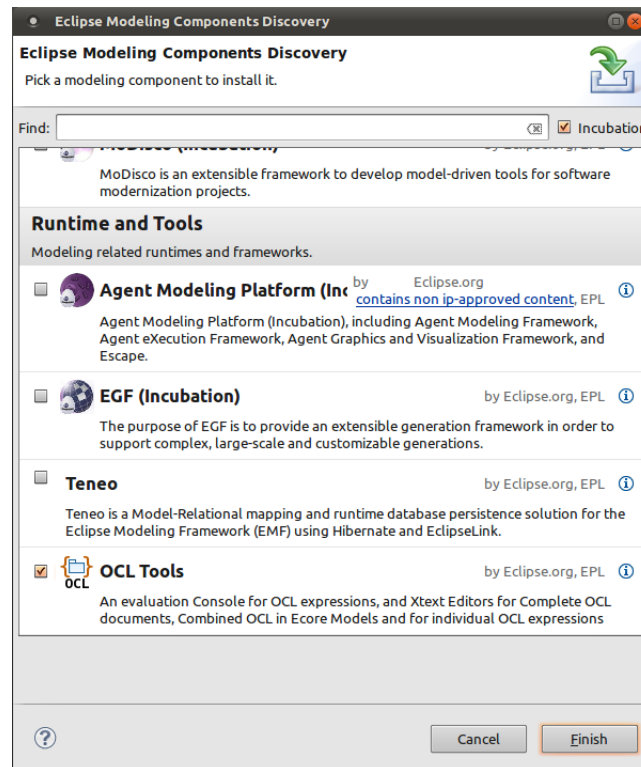 Eclipse Modeling Components Discovery
Eclipse Modeling Components Discovery
Pick a modeling component to install it.
Find:
Incubation
MoDisco (Incubation)
by Eclipse.org, EPL
MoDisco is an extensible framework to develop model-driven tools for software
modernization projects.
Runtime and Tools
Modeling related runtimes and frameworks.
Agent Modeling Platform (Inc
by Eclipse.org
contains non ip-approved content, EPL
Agent Modeling Platform (Incubation), including Agent Modeling Framework,
Agent eXecution Framework, Agent Graphics and Visualization Framework, and
Escape.
EGF (Incubation)
by Eclipse.org, EPL
The purpose of EGF is to provide an extensible generation framework in order to
support complex, large-scale and customizable generations.
Teneo
by Eclipse.org, EPL
Teneo is a Model-Relational mapping and runtime database persistence solution for the
Eclipse Modeling Framework (EMF) using Hibernate and EclipseLink.
OCL
OCL Tools
by Eclipse.org, EPL
An evaluation Console for OCL expressions, and Xtext Editors for Complete OCL
documents, Combined OCL in Ecore Models and for individual OCL expressions
?
Cancel
Finish